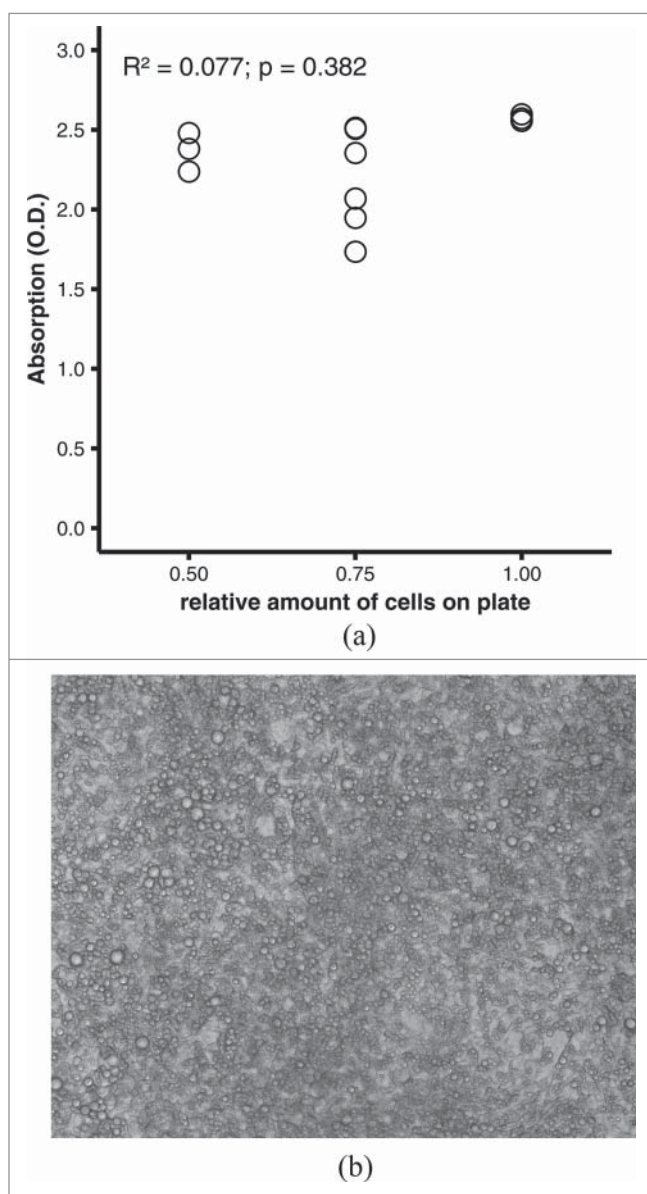 R² = 0.077; p = 0.382
3.0
2.5
2.0
1.5
1.0
0.5
0.0
Absorption (O.D.)
0.50 0.75 1.00
relative amount of cells on plate
(a)
(b)